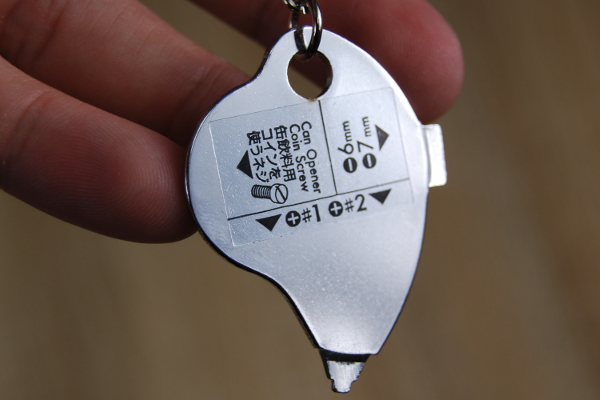 Can Opener
Coin Screw
缶飲料用
コインを
使うネジ
⊖6mm
⊖7mm
⊕#1 ⊕#2